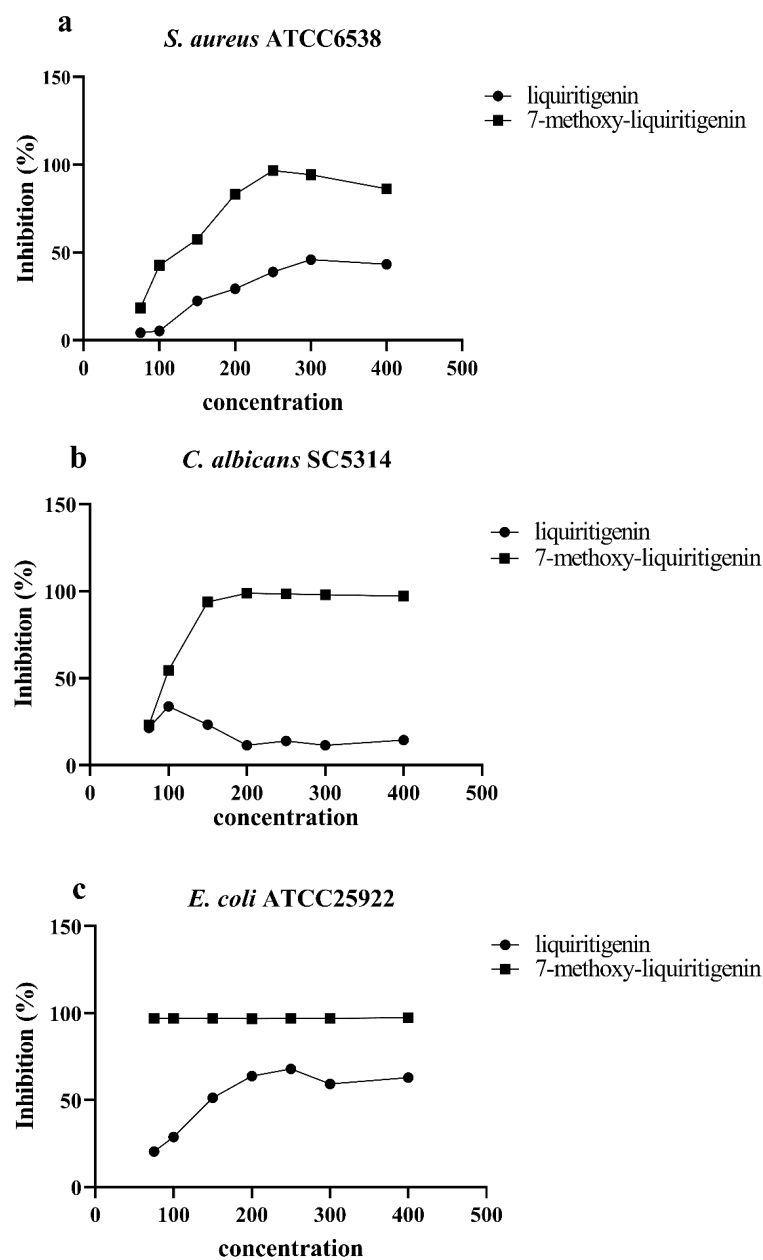 a
S. aureus ATCC6538
150
100
50
0
Inhibition (%)
0 100 200 300 400 500
concentration
liquiritigenin
7-methoxy-liquiritigenin
b
C. albicans SC5314
150
100
50
0
Inhibition (%)
0 100 200 300 400 500
concentration
liquiritigenin
7-methoxy-liquiritigenin
c
E. coli ATCC25922
150
100
50
0
Inhibition (%)
0 100 200 300 400 500
concentration
liquiritigenin
7-methoxy-liquiritigenin